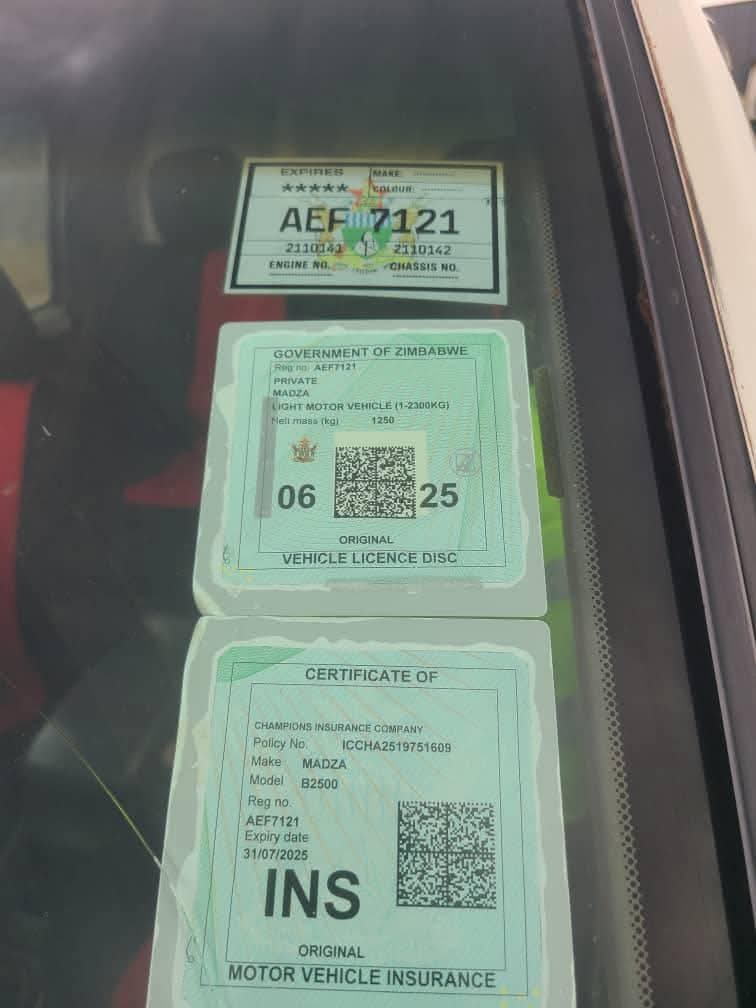 EXPIRES MAKE:
***** COLOUR:
AEF 7121
2110141 2110142
ENGINE NO. CHASSIS NO.
GOVERNMENT OF ZIMBABWE
Reg no. AEF7121
PRIVATE
MADZA
LIGHT MOTOR VEHICLE (1-2300KG)
Nett mass (kg) 1250
06 25
ORIGINAL
VEHICLE LICENCE DISC
CERTIFICATE OF
CHAMPIONS INSURANCE COMPANY
Policy No. ICCHA2519751609
Make MADZA
Model B2500
Reg no.
AEF7121
Expiry date
31/07/2025
INS
ORIGINAL
MOTOR VEHICLE INSURANCE